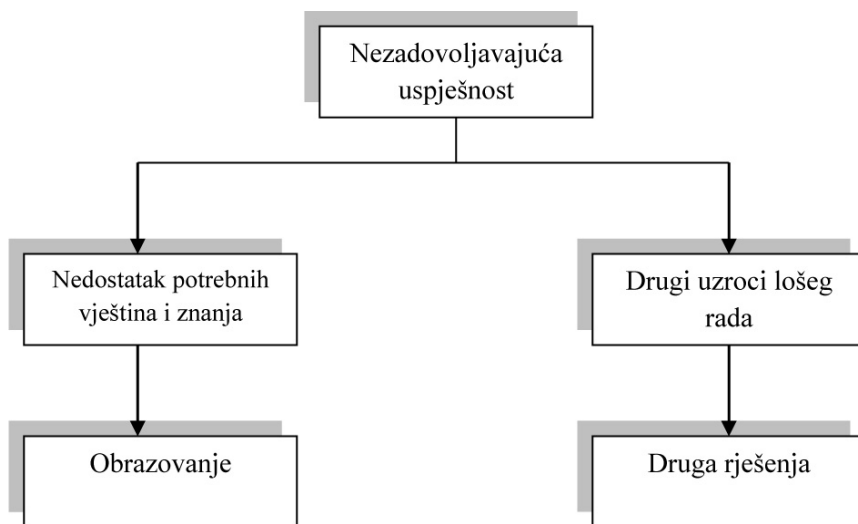 Nezadovoljavajuća
uspješnost
Nedostatak potrebnih
vještina i znanja
Drugi uzroci lošeg
rada
Obrazovanje
Druga rješenja